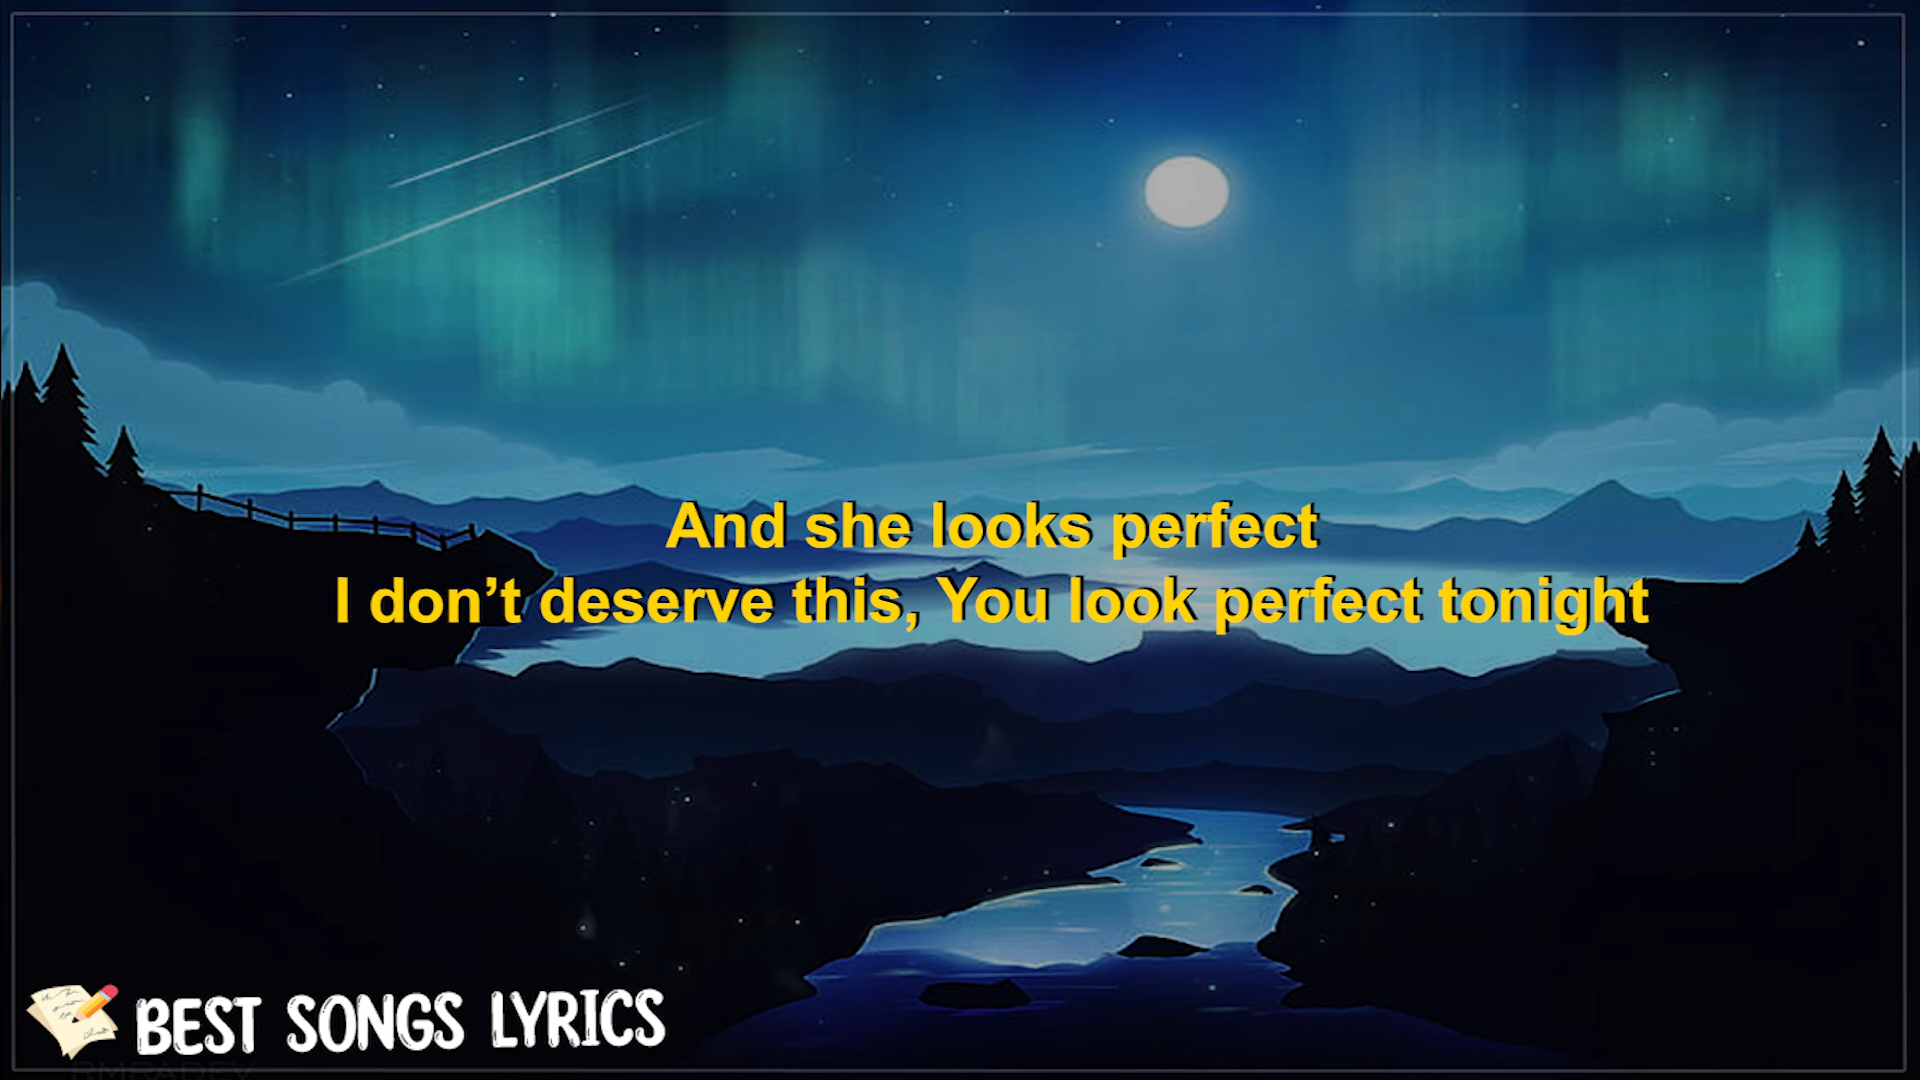 And she looks perfect
I don’t deserve this, You look perfect tonight
BEST SONGS LYRICS